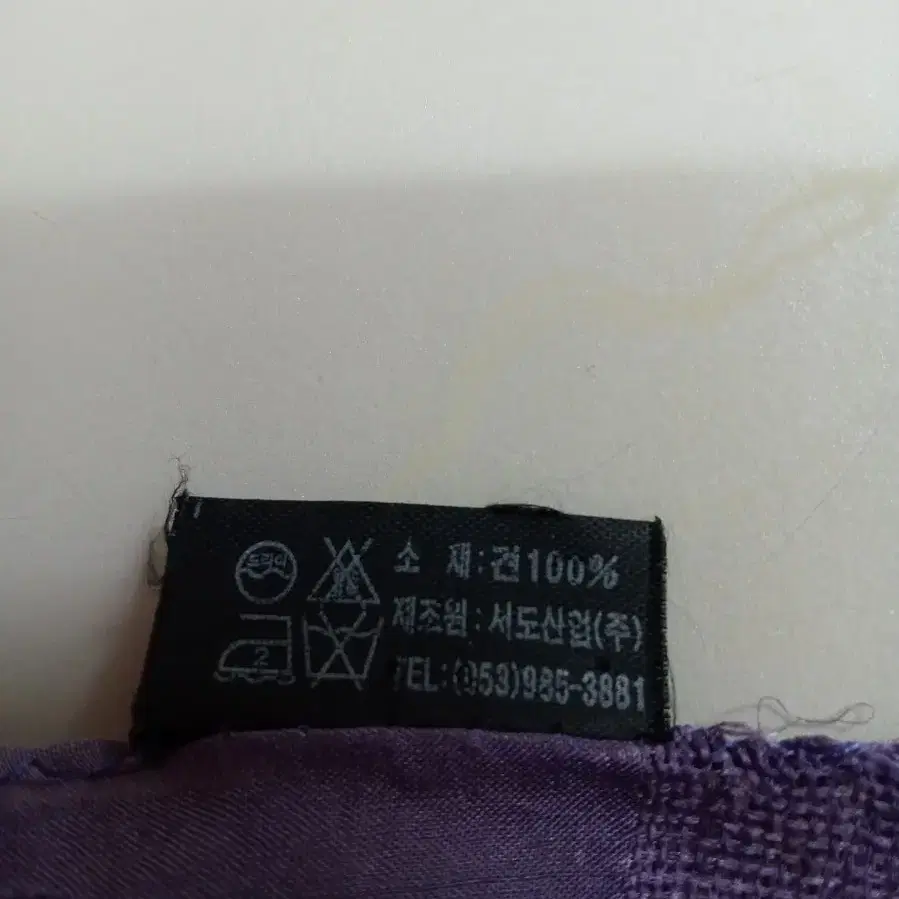 드라이
소 재:견100%
제조원:서도산업(주)
2
TEL:(053)985-3881